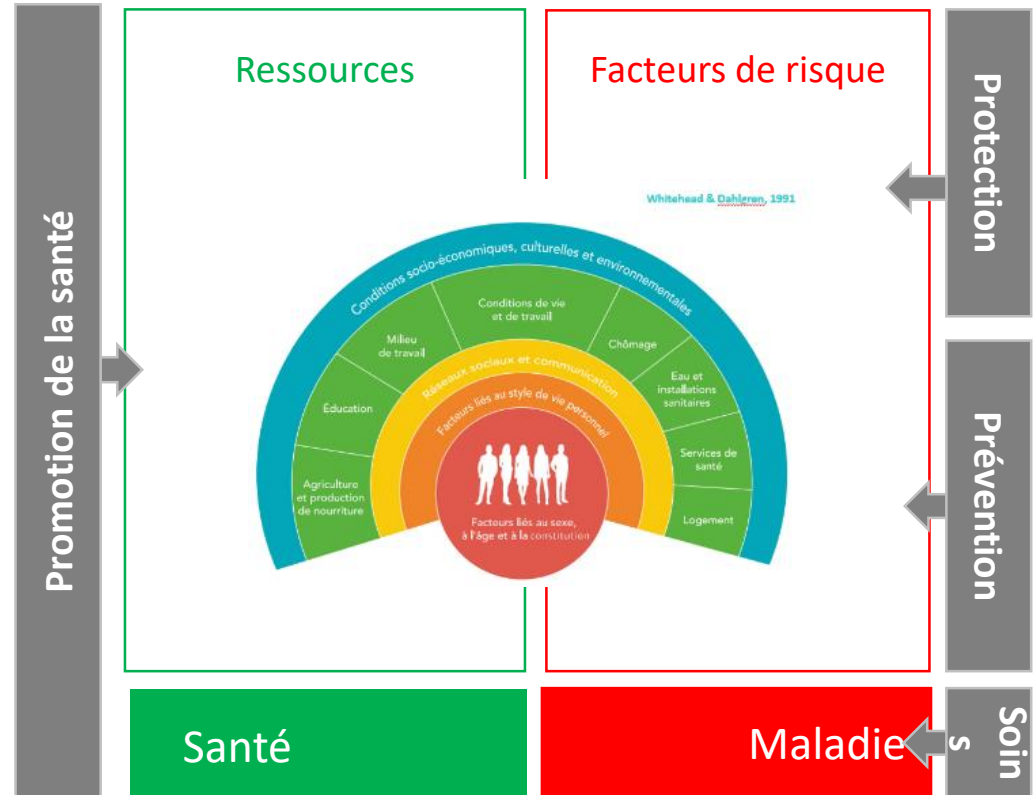 Promotion de la santé
Ressources
Facteurs de risque
Protection
Whitehead & Dahlgren, 1991
Conditions socio-économiques, culturelles et environnementales
Conditions de vie
et de travail
Milieu
de travail
Chômage
Éducation
Eau et
installations
sanitaires
Agriculture
et production
de nourriture
Services de
santé
Logement
Réseaux sociaux et communication
Facteurs liés au style de vie personnel
Facteurs liés au sexe,
à l'âge et à la constitution
Prévention
Santé
Maladie
Soin
s